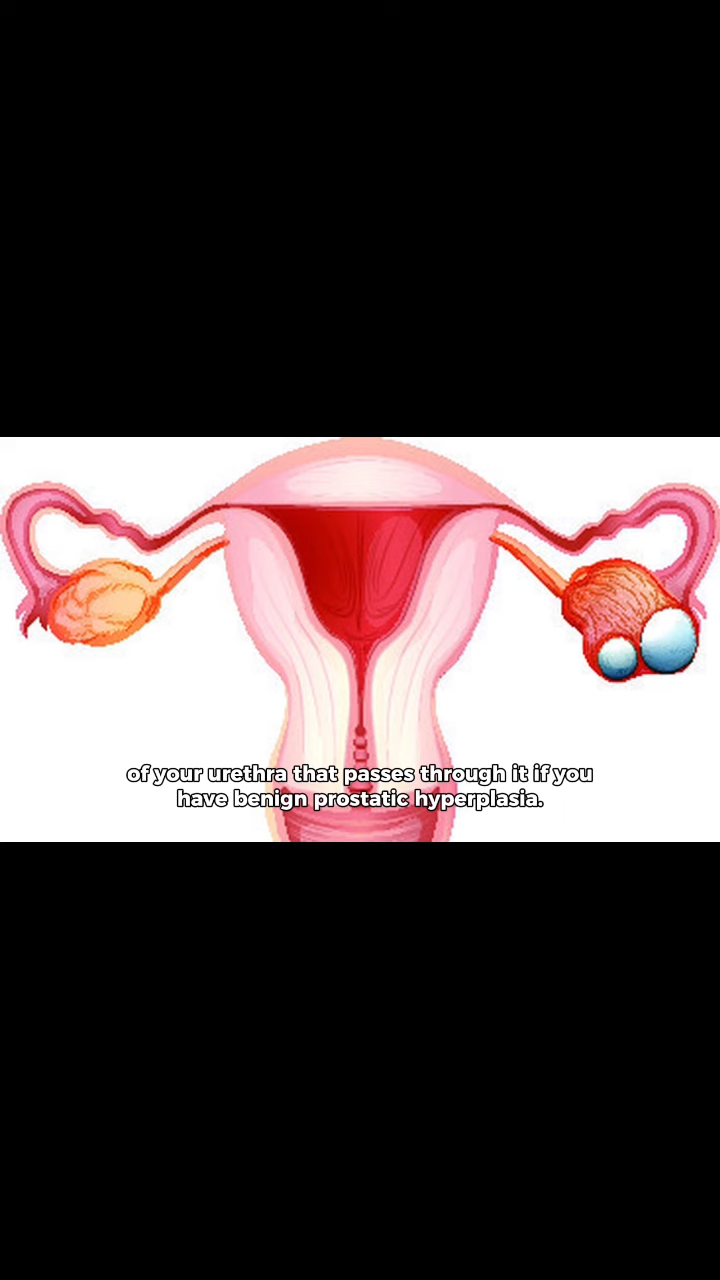 of your urethra that passes through it if you
have benign prostatic hyperplasia.